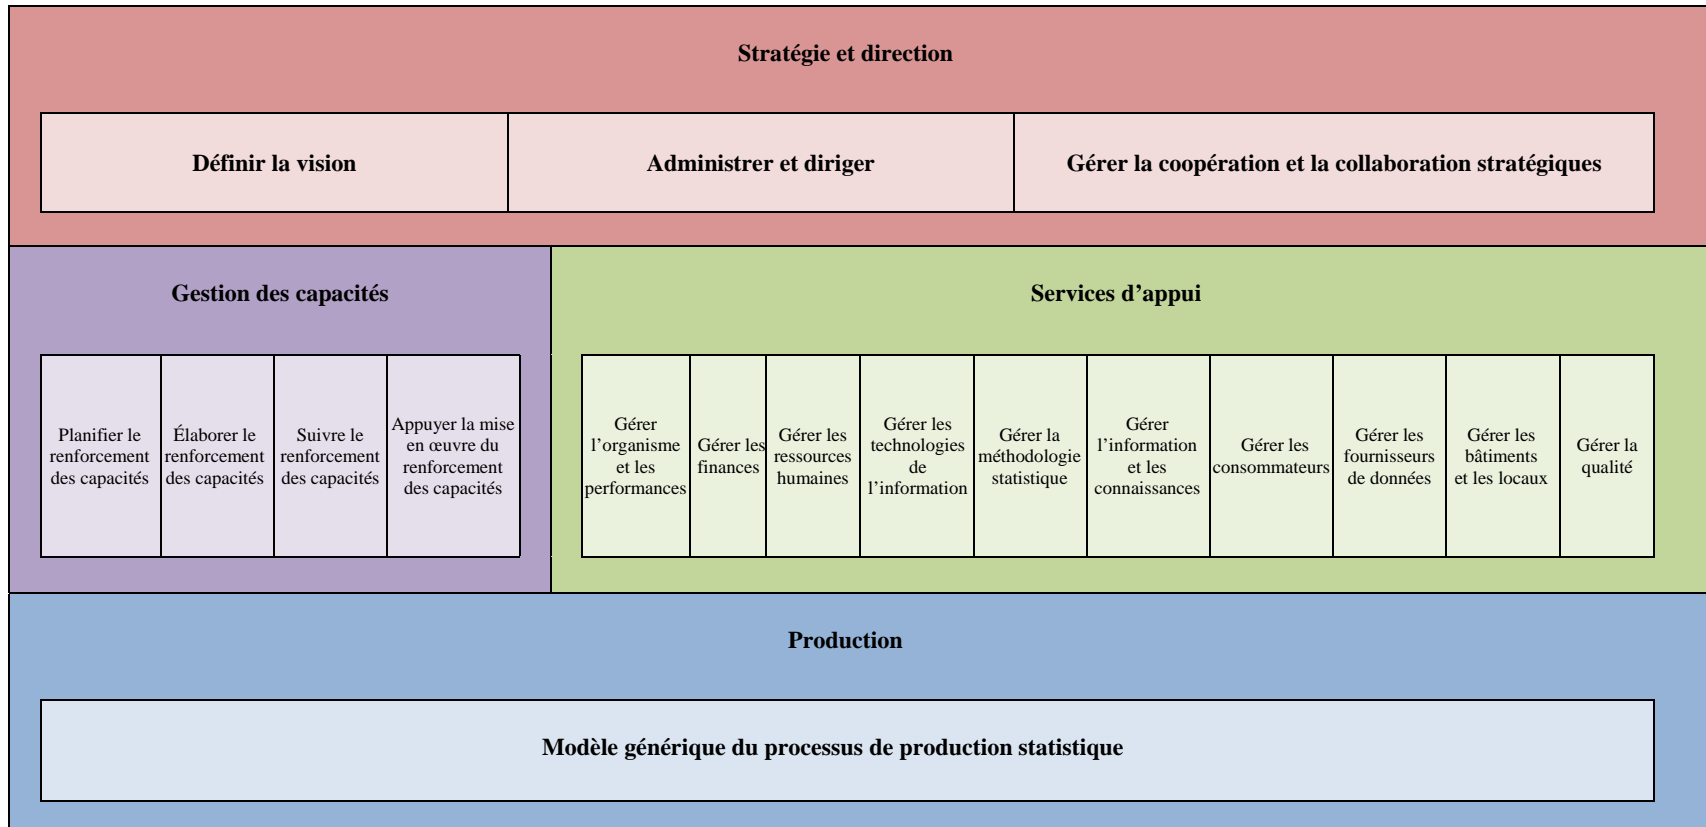 Stratégie et direction
Définir la vision
Administrer et diriger
Gérer la coopération et la collaboration stratégiques
Gestion des capacités
Services d’appui
Planifier le
renforcement
des capacités
Élaborer le
renforcement
des capacités
Suivre le
renforcement
des capacités
Appuyer la mise
en œuvre du
renforcement
des capacités
Gérer
l’organisme
et les
performances
Gérer les
finances
Gérer les
ressources
humaines
Gérer les
technologies
de
l’information
Gérer la
méthodologie
statistique
Gérer
l’information
et les
connaissances
Gérer les
consommateurs
Gérer les
fournisseurs
de données
Gérer les
bâtiments
et les locaux
Gérer la
qualité
Production
Modèle générique du processus de production statistique